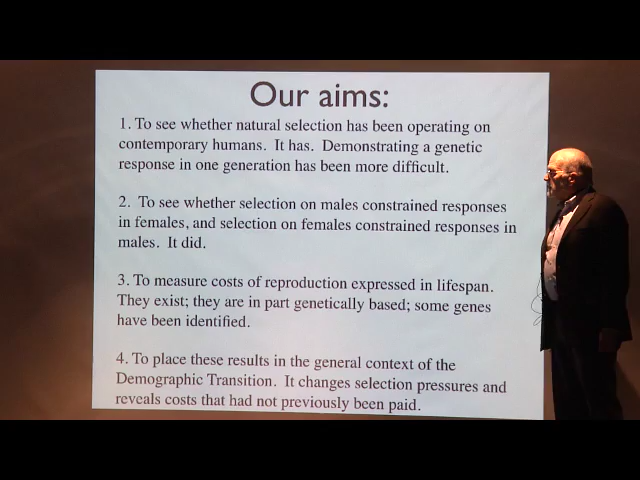 Our aims:
1. To see whether natural selection has been operating on
contemporary humans. It has. Demonstrating a genetic
response in one generation has been more difficult.
2. To see whether selection on males constrained responses
in females, and selection on females constrained responses in
males. It did.
3. To measure costs of reproduction expressed in lifespan.
They exist; they are in part genetically based; some genes
have been identified.
4. To place these results in the general context of the
Demographic Transition. It changes selection pressures and
reveals costs that had not previously been paid.